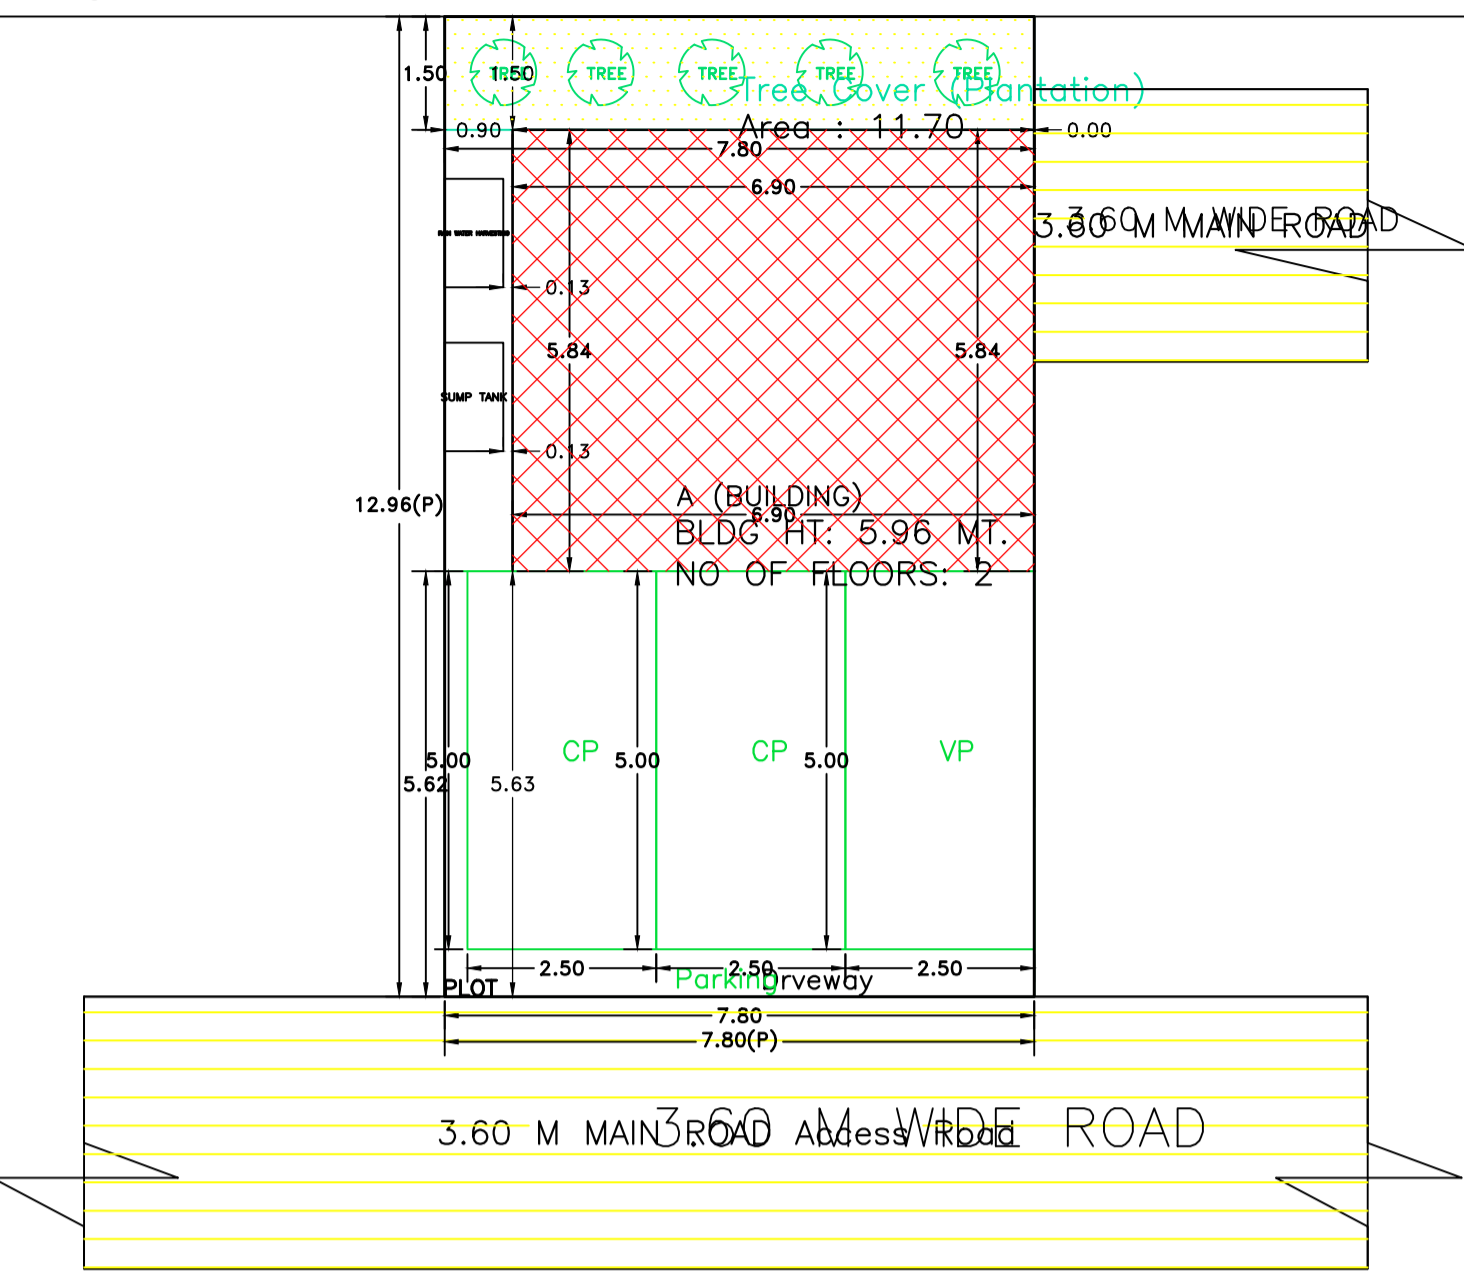 1.50
TREE
1.50
TREE
TREE
TREE
TREE
Tree Cover (Plantation)
Area : 11.70
0.90
0.00
7.80
6.90
3.60 M WIDE ROAD
3.60 M MAIN ROAD
RAIN WATER HARVESTING
0.13
5.84
5.84
SUMP TANK
0.13
12.96(P)
A (BUILDING)
6.90
BLDG HT: 5.96 MT.
NO OF FLOORS: 2
CP
CP
VP
5.00
5.00
5.00
5.62
5.63
2.50
2.50
2.50
Parking
Drveway
PLOT
7.80
7.80(P)
3.60 M WIDE ROAD
3.60 M MAIN ROAD Access Road